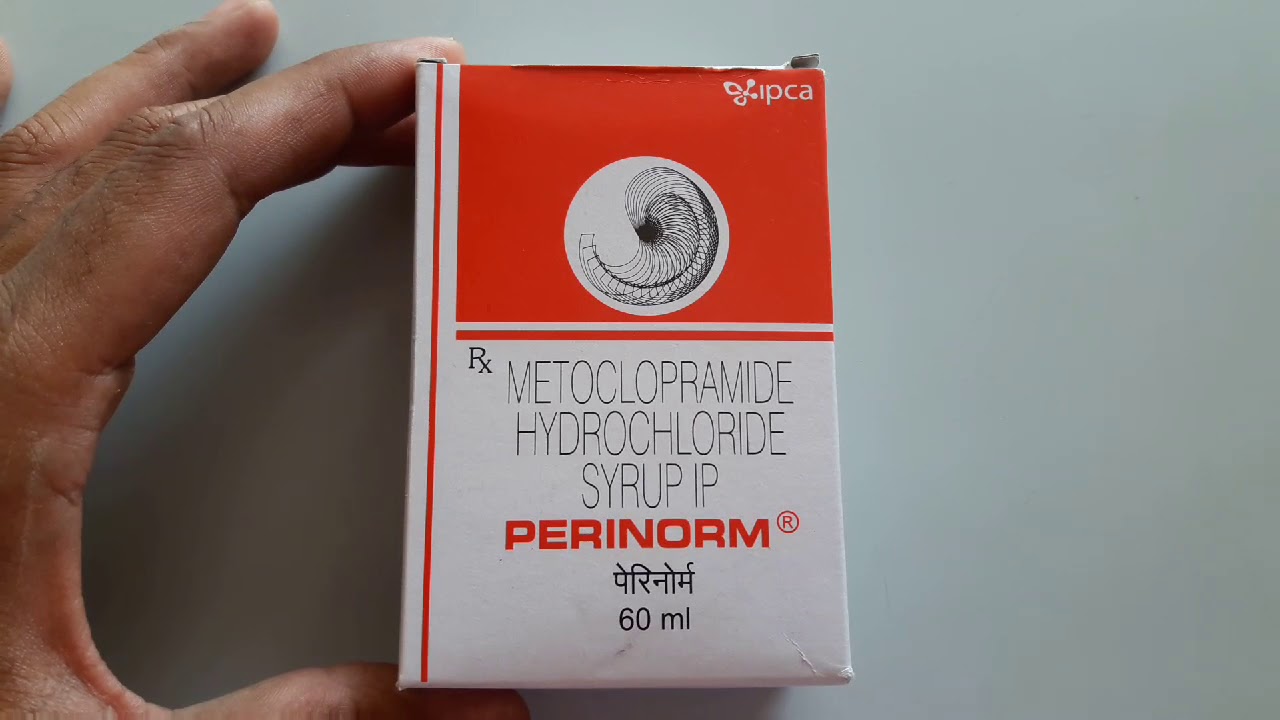 ipca
Rx METOCLOPRAMIDE
HYDROCHLORIDE
SYRUP IP
PERINORM®
पेरिनोर्म
60 ml